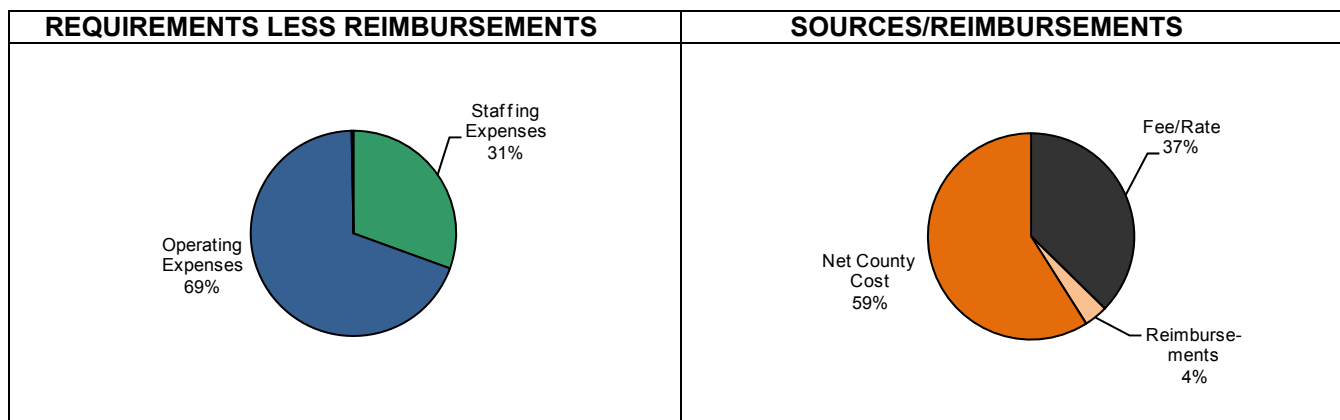 REQUIREMENTS LESS REIMBURSEMENTS
Staffing
Expenses
31%
Operating
Expenses
69%
SOURCES/REIMBURSEMENTS
Fee/Rate
37%
Net County
Cost
59%
Reimburse-
ments
4%